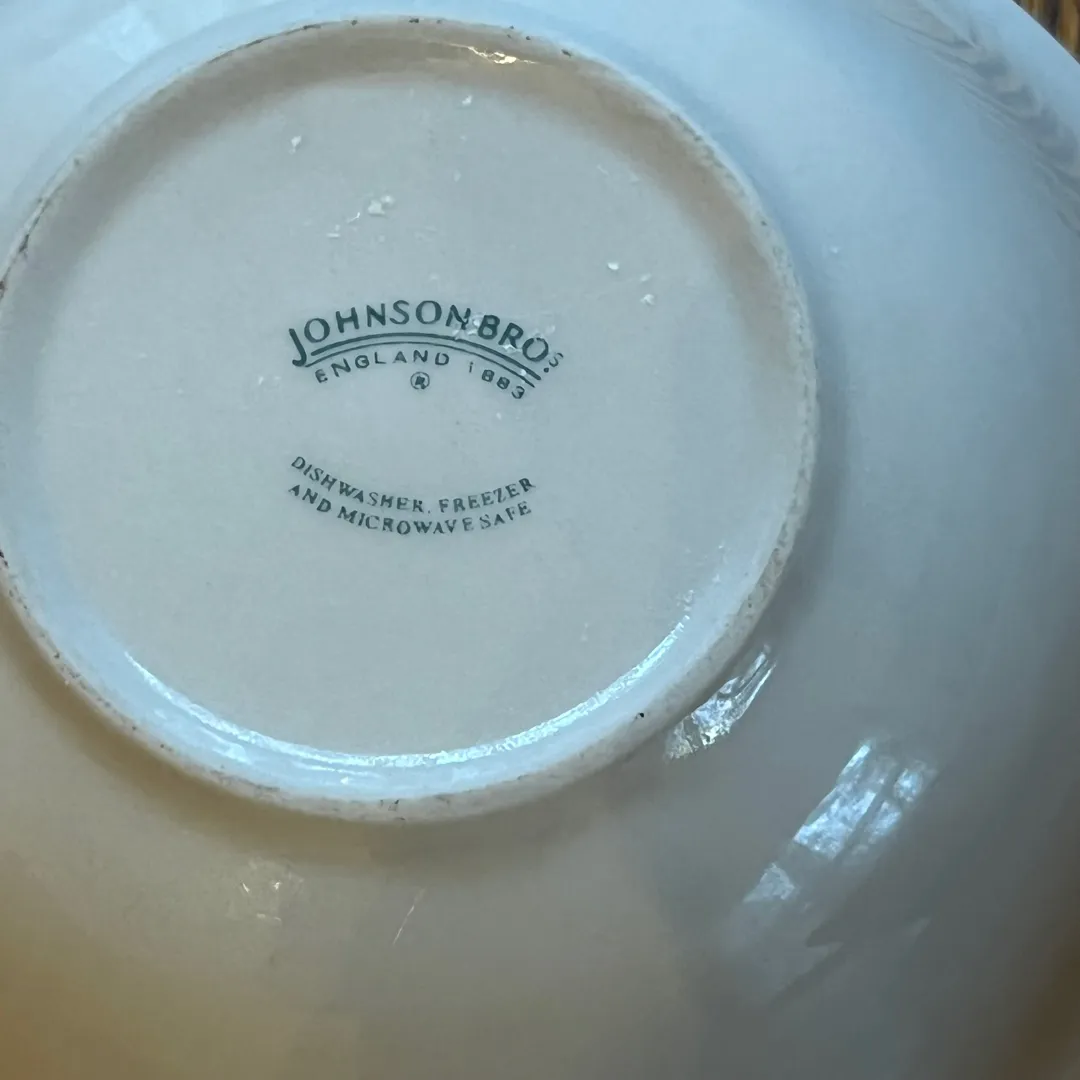 JOHNSON BROS.
ENGLAND 1883
®
DISHWASHER, FREEZER
AND MICROWAVE SAFE